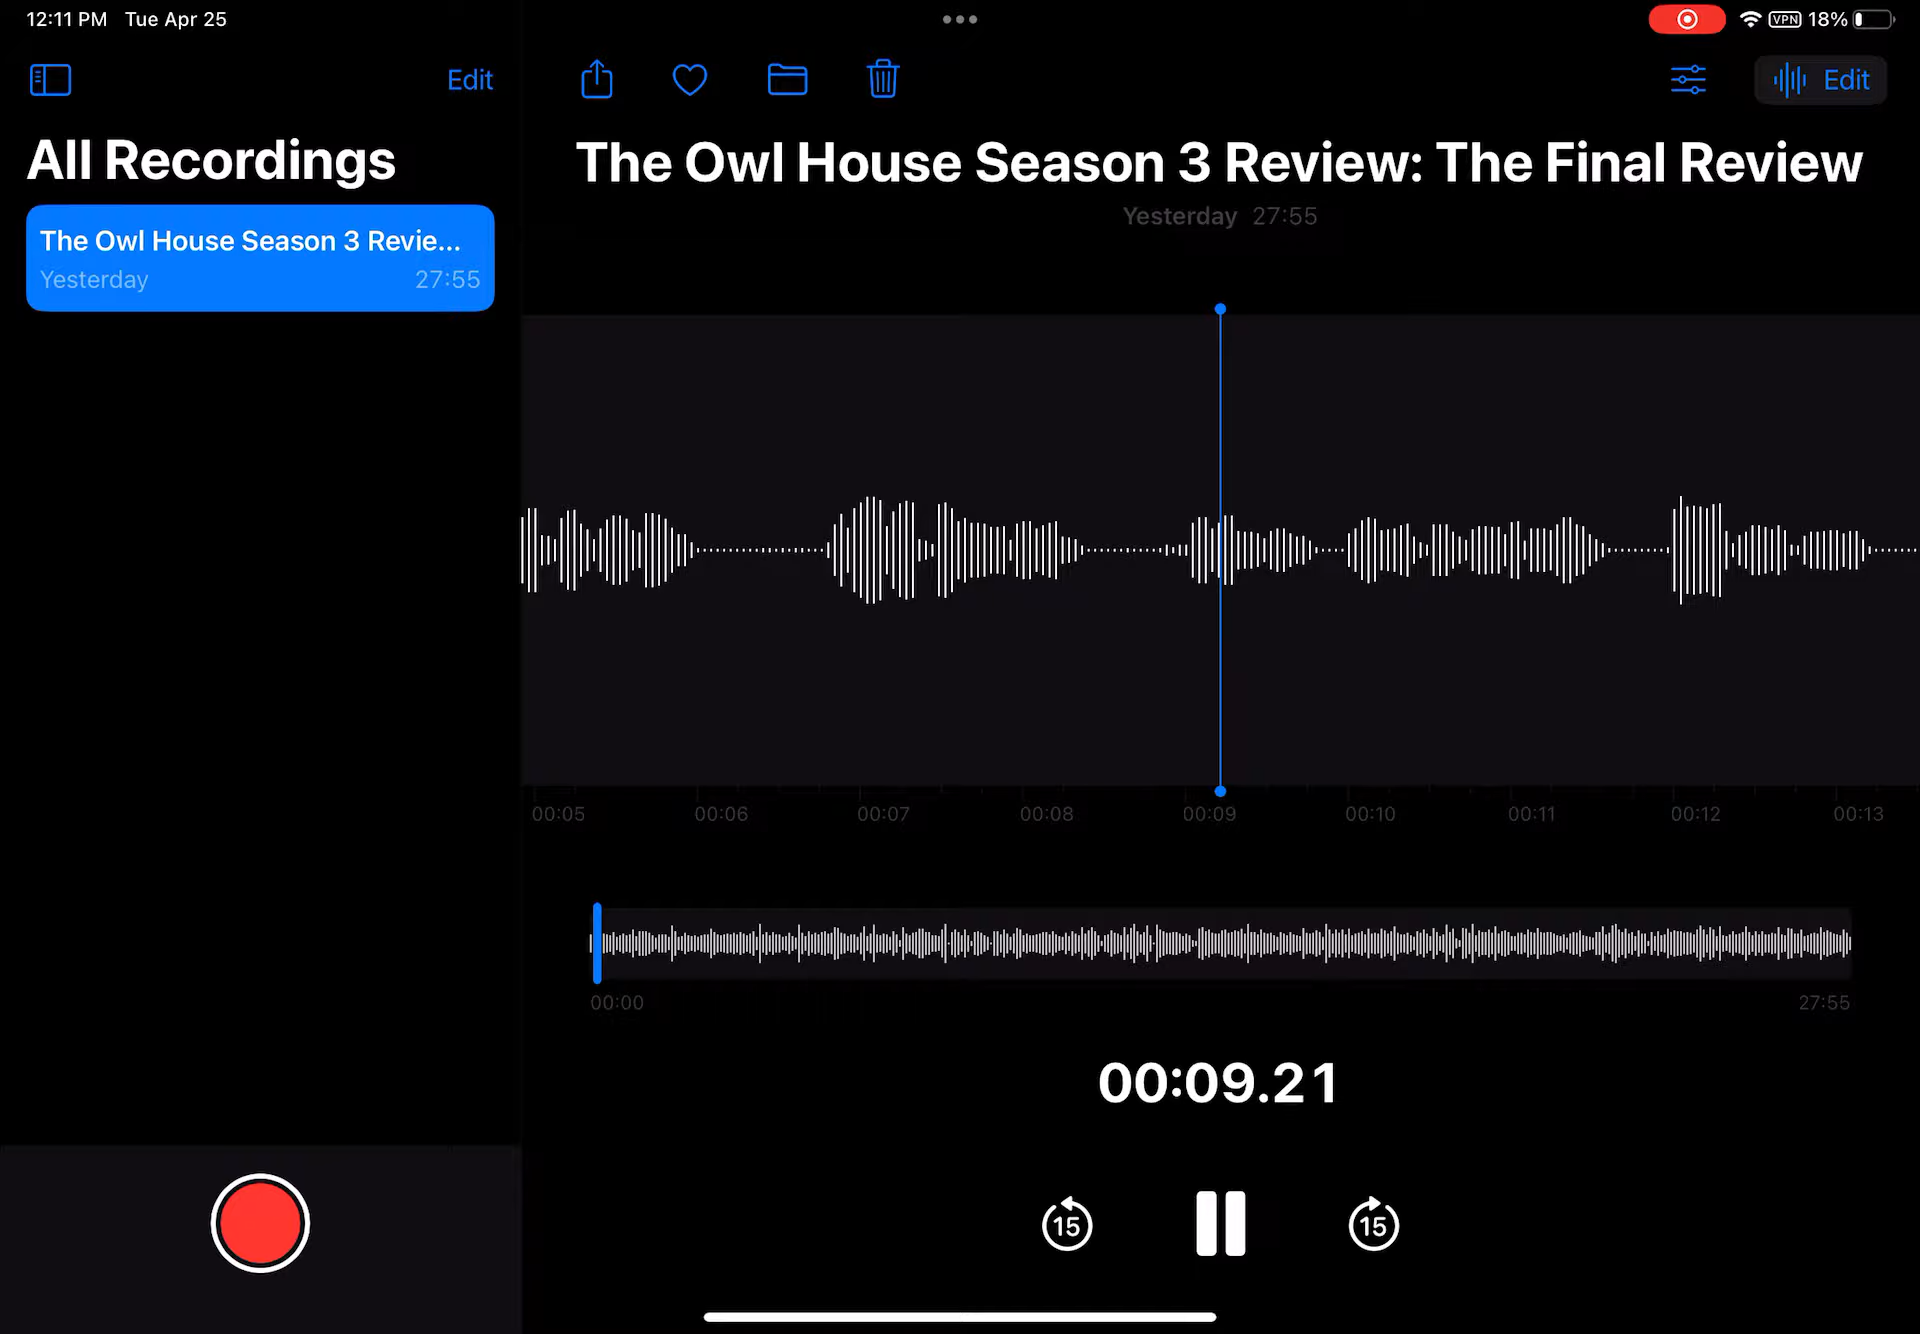 12:11 PM Tue Apr 25
VPN 18%
Edit
Edit
All Recordings
The Owl House Season 3 Revie...
Yesterday 27:55
The Owl House Season 3 Review: The Final Review
Yesterday 27:55
00:05 00:06 00:07 00:08 00:09 00:10 00:11 00:12 00:13
00:00 27:55
00:09.21
15 15